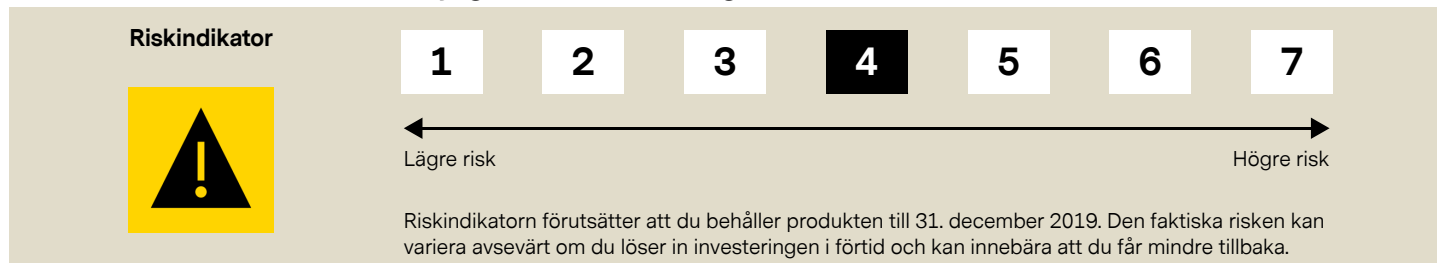 Riskindikator
1 2 3 4 5 6 7
Lägre risk Högre risk
Riskindikatorn förutsätter att du behåller produkten till 31. december 2019. Den faktiska risken kan
variera avsevärt om du löser in investeringen i förtid och kan innebära att du får mindre tillbaka.